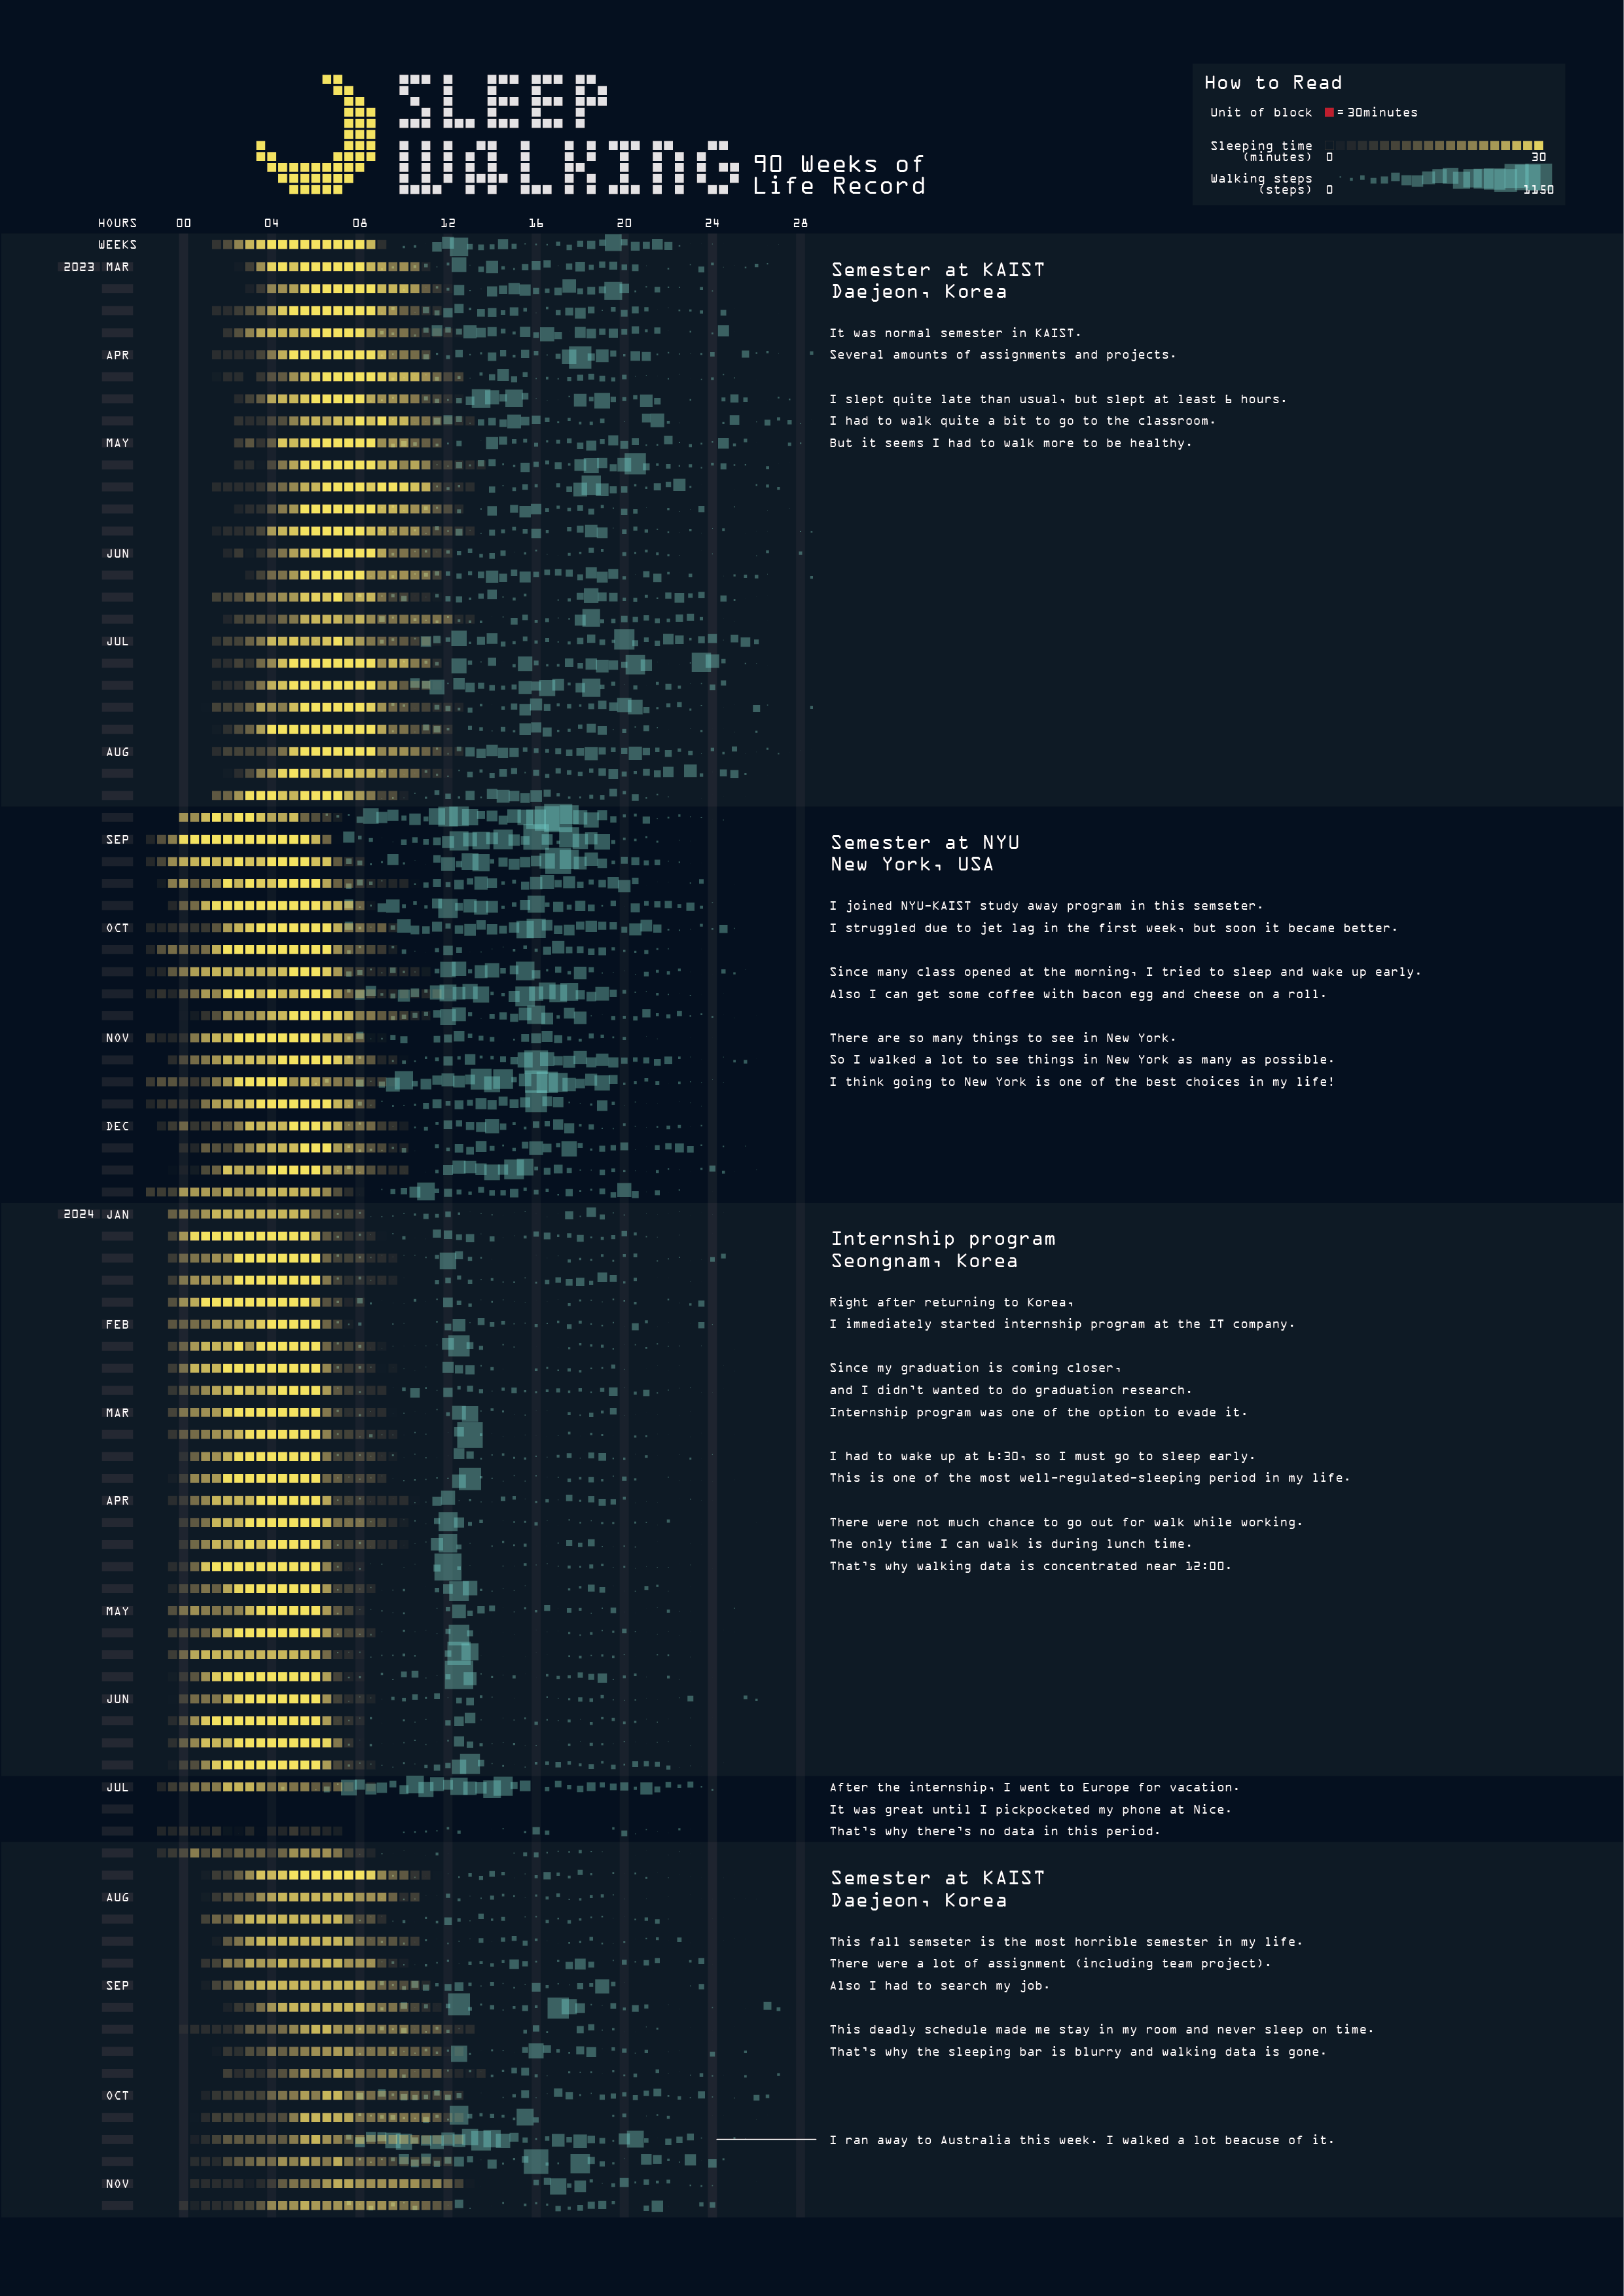 SLEEP
WALKING
90 Weeks of
Life Record
How to Read
Unit of block = 30minutes
Sleeping time
(minutes) 0 30
Walking steps
(steps) 0 1150
HOURS 00 04 08 12 16 20 24 28
WEEKS
2023 MAR
APR
MAY
JUN
JUL
AUG
SEP
OCT
NOV
DEC
2024 JAN
FEB
MAR
APR
MAY
JUN
JUL
AUG
SEP
OCT
NOV
Semester at KAIST
Daejeon, Korea
It was normal semester in KAIST.
Several amounts of assignments and projects.
I slept quite late than usual, but slept at least 6 hours.
I had to walk quite a bit to go to the classroom.
But it seems I had to walk more to be healthy.
Semester at NYU
New York, USA
I joined NYU-KAIST study away program in this semseter.
I struggled due to jet lag in the first week, but soon it became better.
Since many class opened at the morning, I tried to sleep and wake up early.
Also I can get some coffee with bacon egg and cheese on a roll.
There are so many things to see in New York.
So I walked a lot to see things in New York as many as possible.
I think going to New York is one of the best choices in my life!
Internship program
Seongnam, Korea
Right after returning to Korea,
I immediately started internship program at the IT company.
Since my graduation is coming closer,
and I didn't wanted to do graduation research.
Internship program was one of the option to evade it.
I had to wake up at 6:30, so I must go to sleep early.
This is one of the most well-regulated-sleeping period in my life.
There were not much chance to go out for walk while working.
The only time I can walk is during lunch time.
That's why walking data is concentrated near 12:00.
After the internship, I went to Europe for vacation.
It was great until I pickpocketed my phone at Nice.
That's why there's no data in this period.
Semester at KAIST
Daejeon, Korea
This fall semseter is the most horrible semester in my life.
There were a lot of assignment (including team project).
Also I had to search my job.
This deadly schedule made me stay in my room and never sleep on time.
That's why the sleeping bar is blurry and walking data is gone.
I ran away to Australia this week. I walked a lot beacuse of it.